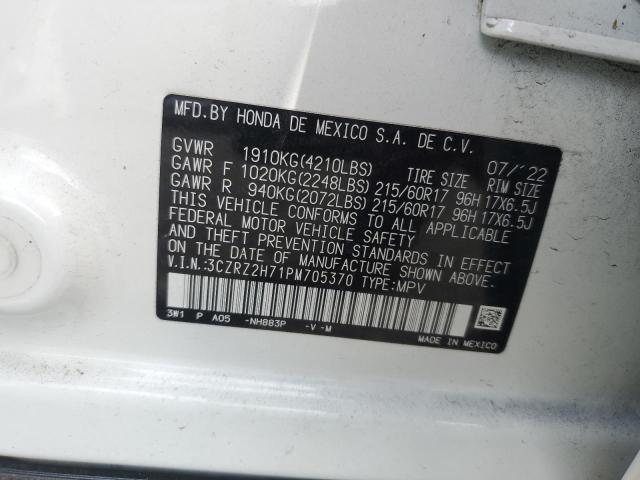 MFD.BY HONDA DE MEXICO S.A. DE C.V.
07/'22
GVWR 1910KG(4210LBS) TIRE SIZE RIM SIZE
GAWR F 1020KG(2248LBS) 215/60R17 96H 17X6.5J
GAWR R 940KG(2072LBS) 215/60R17 96H 17X6.5J
THIS VEHICLE CONFORMS TO ALL APPLICABLE
FEDERAL MOTOR VEHICLE SAFETY
AND THEFT PREVENTION STANDARDS IN EFFECT
ON THE DATE OF MANUFACTURE SHOWN ABOVE.
V.I.N.:3CZRZ2H71PM705370 TYPE:MPV
3W1 P A05 -NH883P -V -M
MADE IN MEXICO